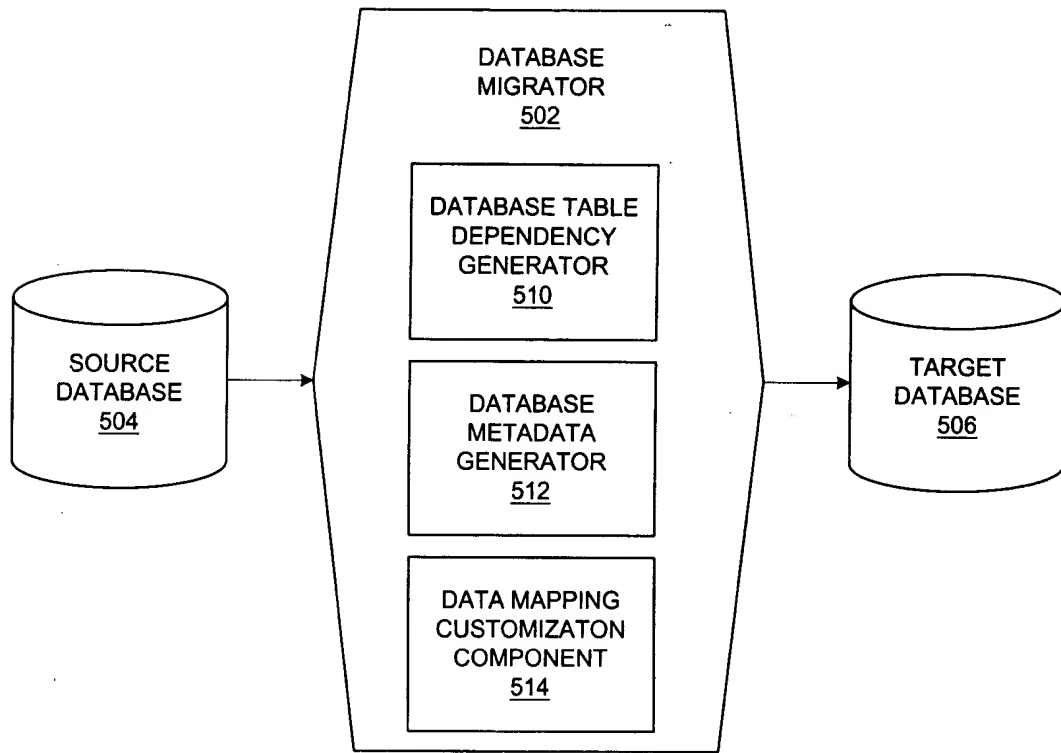 DATABASE
MIGRATOR
502
DATABASE TABLE
DEPENDENCY
GENERATOR
510
SOURCE
DATABASE
504
TARGET
DATABASE
506
DATABASE
METADATA
GENERATOR
512
DATA MAPPING
CUSTOMIZATON
COMPONENT
514